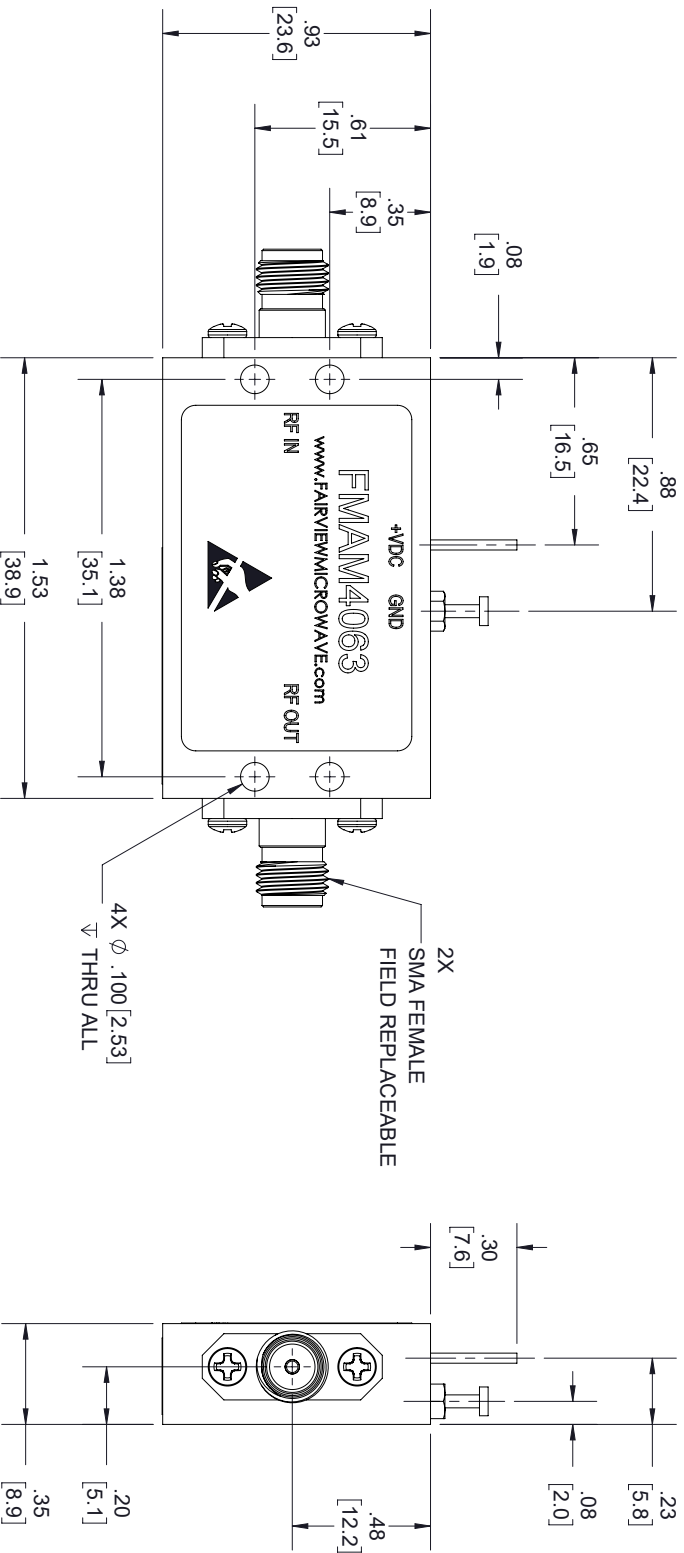 .88
[22.4]
.65
[16.5]
.08
[1.9]
.93
[23.6]
.61
[15.5]
.35
[8.9]
+VDC GND
FMAM4063
www.FAIRVIEWMICROWAVE.com
RF IN
RF OUT
1.38
[35.1]
1.53
[38.9]
2X
SMA FEMALE
FIELD REPLACEABLE
4X ∅ .100 [2.53]
↧ THRU ALL
.30
[7.6]
.23
[5.8]
.08
[2.0]
.48
[12.2]
.20
[5.1]
.35
[8.9]